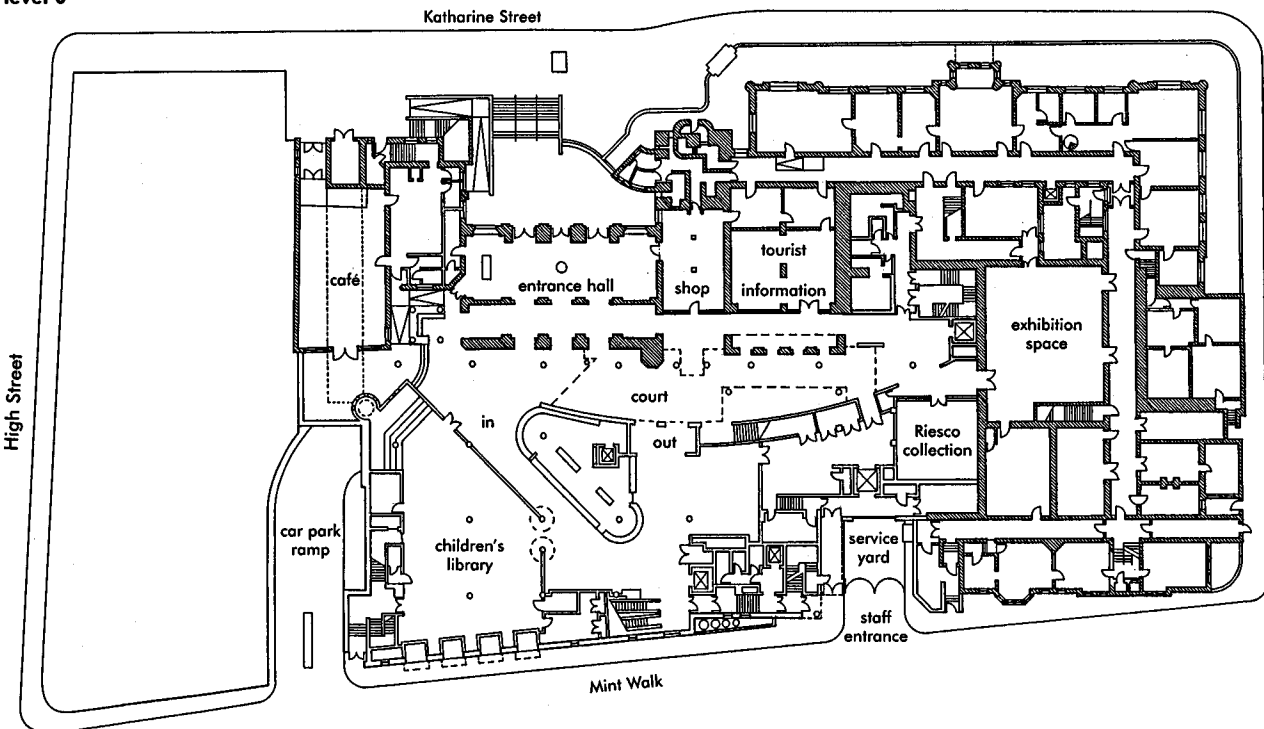 level 0
Katharine Street
High Street
café
entrance hall
shop
tourist
information
exhibition
space
court
in
out
Riesco
collection
car park
ramp
children's
library
service
yard
staff
entrance
Mint Walk